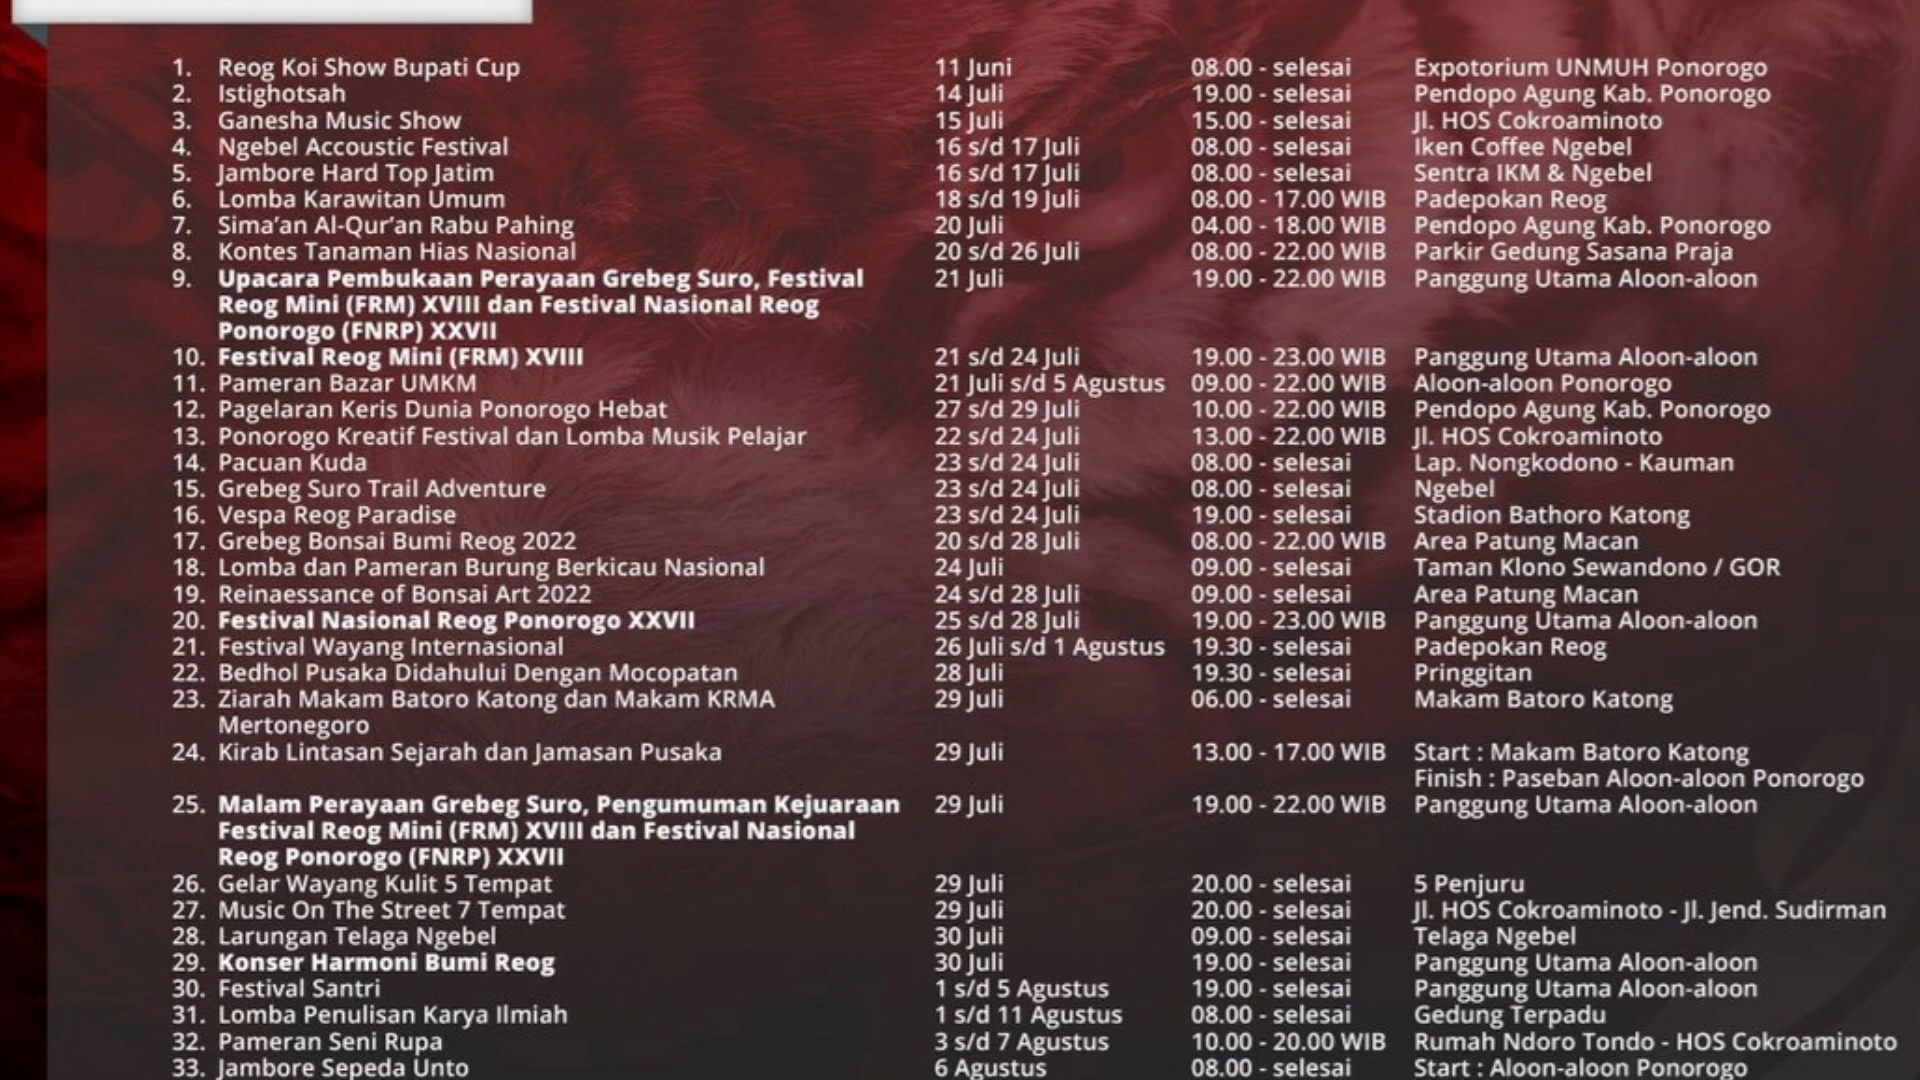 1. Reog Koi Show Bupati Cup 11 Juni 08.00 - selesai Expotorium UNMUH Ponorogo
2. Istighotsah 14 Juli 19.00 - selesai Pendopo Agung Kab. Ponorogo
3. Ganesha Music Show 15 Juli 15.00 - selesai Jl. HOS Cokroaminoto
4. Ngebel Accoustic Festival 16 s/d 17 Juli 08.00 - selesai Iken Coffee Ngebel
5. Jambore Hard Top Jatim 16 s/d 17 Juli 08.00 - selesai Sentra IKM & Ngebel
6. Lomba Karawitan Umum 18 s/d 19 Juli 08.00 - 17.00 WIB Padepokan Reog
7. Sima'an Al-Qur'an Rabu Pahing 20 Juli 04.00 - 18.00 WIB Pendopo Agung Kab. Ponorogo
8. Kontes Tanaman Hias Nasional 20 s/d 26 Juli 08.00 - 22.00 WIB Parkir Gedung Sasana Praja
9. Upacara Pembukaan Perayaan Grebeg Suro, Festival 21 Juli 19.00 - 22.00 WIB Panggung Utama Aloon-aloon
Reog Mini (FRM) XVIII dan Festival Nasional Reog
Ponorogo (FNRP) XXVII
10. Festival Reog Mini (FRM) XVIII 21 s/d 24 Juli 19.00 - 23.00 WIB Panggung Utama Aloon-aloon
11. Pameran Bazar UMKM 21 Juli s/d 5 Agustus 09.00 - 22.00 WIB Aloon-aloon Ponorogo
12. Pagelaran Keris Dunia Ponorogo Hebat 27 s/d 29 Juli 10.00 - 22.00 WIB Pendopo Agung Kab. Ponorogo
13. Ponorogo Kreatif Festival dan Lomba Musik Pelajar 22 s/d 24 Juli 13.00 - 22.00 WIB Jl. HOS Cokroaminoto
14. Pacuan Kuda 23 s/d 24 Juli 08.00 - selesai Lap. Nongkodono - Kauman
15. Grebeg Suro Trail Adventure 23 s/d 24 Juli 08.00 - selesai Ngebel
16. Vespa Reog Paradise 23 s/d 24 Juli 19.00 - selesai Stadion Bathoro Katong
17. Grebeg Bonsai Bumi Reog 2022 20 s/d 28 Juli 08.00 - 22.00 WIB Area Patung Macan
18. Lomba dan Pameran Burung Berkicau Nasional 24 Juli 09.00 - selesai Taman Klono Sewandono / GOR
19. Reinaessance of Bonsai Art 2022 24 s/d 28 Juli 09.00 - selesai Area Patung Macan
20. Festival Nasional Reog Ponorogo XXVII 25 s/d 28 Juli 19.00 - 23.00 WIB Panggung Utama Aloon-aloon
21. Festival Wayang Internasional 26 Juli s/d 1 Agustus 19.30 - selesai Padepokan Reog
22. Bedhol Pusaka Didahului Dengan Mocopatan 28 Juli 19.30 - selesai Pringgitan
23. Ziarah Makam Batoro Katong dan Makam KRMA 29 Juli 06.00 - selesai Makam Batoro Katong
Mertonegoro
24. Kirab Lintasan Sejarah dan Jamasan Pusaka 29 Juli 13.00 - 17.00 WIB Start : Makam Batoro Katong
Finish : Paseban Aloon-aloon Ponorogo
25. Malam Perayaan Grebeg Suro, Pengumuman Kejuaraan 29 Juli 19.00 - 22.00 WIB Panggung Utama Aloon-aloon
Festival Reog Mini (FRM) XVIII dan Festival Nasional
Reog Ponorogo (FNRP) XXVII
26. Gelar Wayang Kulit 5 Tempat 29 Juli 20.00 - selesai 5 Penjuru
27. Music On The Street 7 Tempat 29 Juli 20.00 - selesai Jl. HOS Cokroaminoto - Jl. Jend. Sudirman
28. Larungan Telaga Ngebel 30 Juli 09.00 - selesai Telaga Ngebel
29. Konser Harmoni Bumi Reog 30 Juli 19.00 - selesai Panggung Utama Aloon-aloon
30. Festival Santri 1 s/d 5 Agustus 19.00 - selesai Panggung Utama Aloon-aloon
31. Lomba Penulisan Karya Ilmiah 1 s/d 11 Agustus 08.00 - selesai Gedung Terpadu
32. Pameran Seni Rupa 3 s/d 7 Agustus 10.00 - 20.00 WIB Rumah Ndoro Tondo - HOS Cokroaminoto
33. Jambore Sepeda Unto 6 Agustus 08.00 - selesai Start : Aloon-aloon Ponorogo